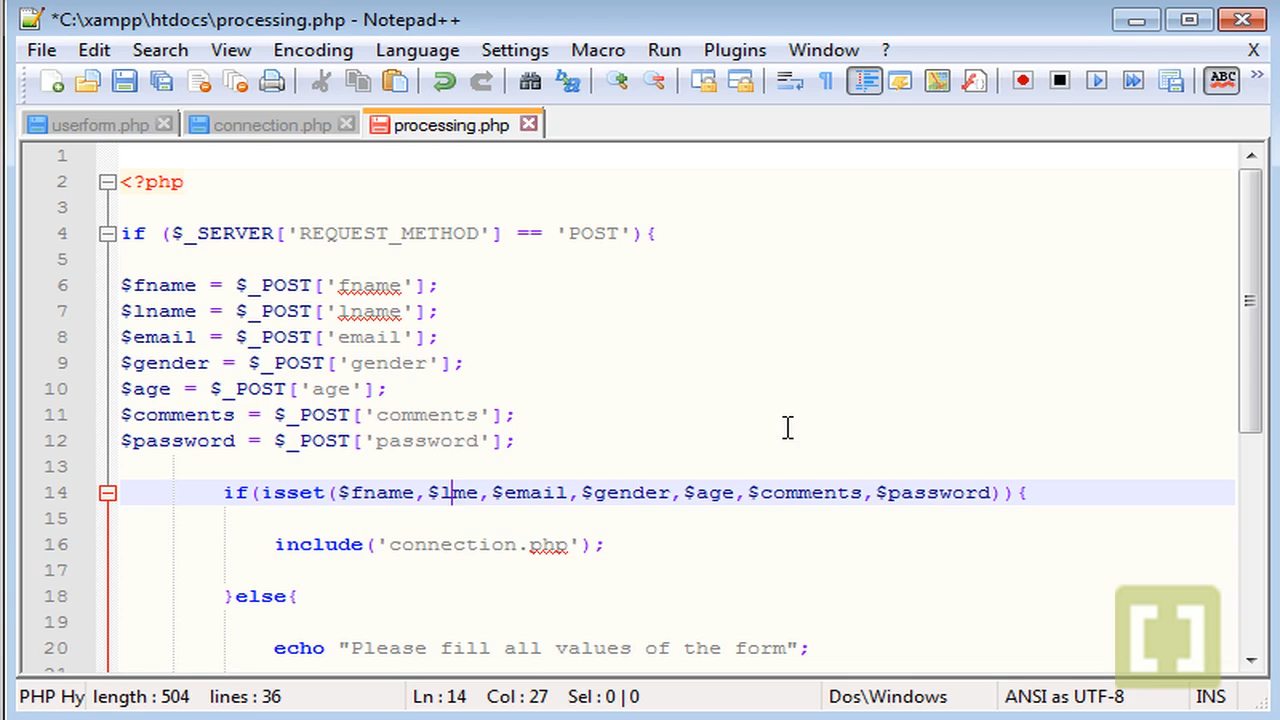 *C:\xampp\htdocs\processing.php - Notepad++
File Edit Search View Encoding Language Settings Macro Run Plugins Window ? X
ABC
userform.php connection.php processing.php
1
2 <?php
3
4 if ($_SERVER['REQUEST_METHOD'] == 'POST'){
5
6 $fname = $_POST['fname'];
7 $lname = $_POST['lname'];
8 $email = $_POST['email'];
9 $gender = $_POST['gender'];
10 $age = $_POST['age'];
11 $comments = $_POST['comments'];
12 $password = $_POST['password'];
13
14 if(isset($fname,$lme,$email,$gender,$age,$comments,$password)){
15
16 include('connection.php');
17
18 }else{
19
20 echo "Please fill all values of the form";
PHP Hy length : 504 lines : 36 Ln : 14 Col : 27 Sel : 0 | 0 Dos\Windows ANSI as UTF-8 INS